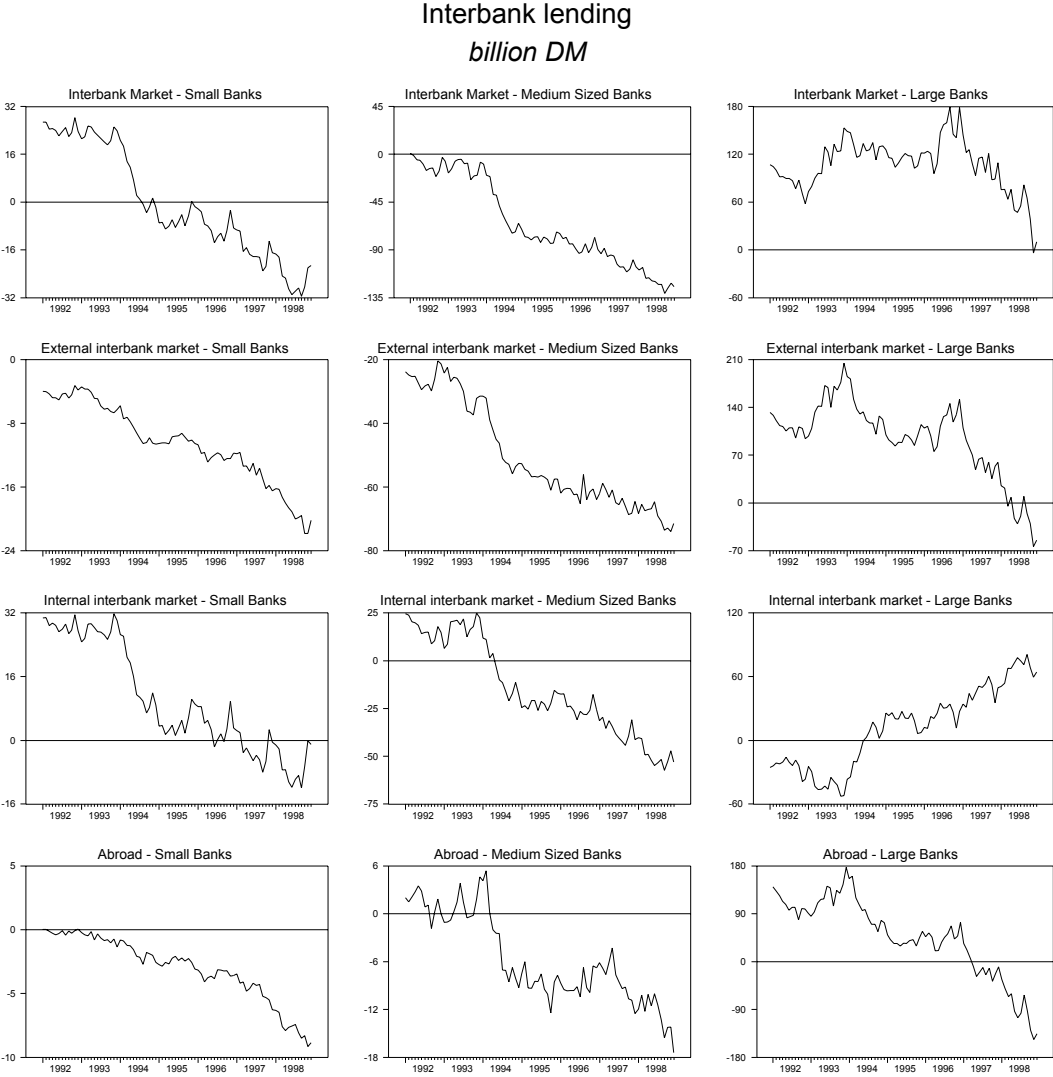 Interbank lending
billion DM
Interbank Market - Small Banks
32
16
0
-16
-32
1992 1993 1994 1995 1996 1997 1998
Interbank Market - Medium Sized Banks
45
0
-45
-90
-135
1992 1993 1994 1995 1996 1997 1998
Interbank Market - Large Banks
180
120
60
0
-60
1992 1993 1994 1995 1996 1997 1998
External interbank market - Small Banks
0
-8
-16
-24
1992 1993 1994 1995 1996 1997 1998
External interbank market - Medium Sized Banks
-20
-40
-60
-80
1992 1993 1994 1995 1996 1997 1998
External interbank market - Large Banks
210
140
70
0
-70
1992 1993 1994 1995 1996 1997 1998
Internal interbank market - Small Banks
32
16
0
-16
1992 1993 1994 1995 1996 1997 1998
Internal interbank market - Medium Sized Banks
25
0
-25
-50
-75
1992 1993 1994 1995 1996 1997 1998
Internal interbank market - Large Banks
120
60
0
-60
1992 1993 1994 1995 1996 1997 1998
Abroad - Small Banks
5
0
-5
-10
1992 1993 1994 1995 1996 1997 1998
Abroad - Medium Sized Banks
6
0
-6
-12
-18
1992 1993 1994 1995 1996 1997 1998
Abroad - Large Banks
180
90
0
-90
-180
1992 1993 1994 1995 1996 1997 1998